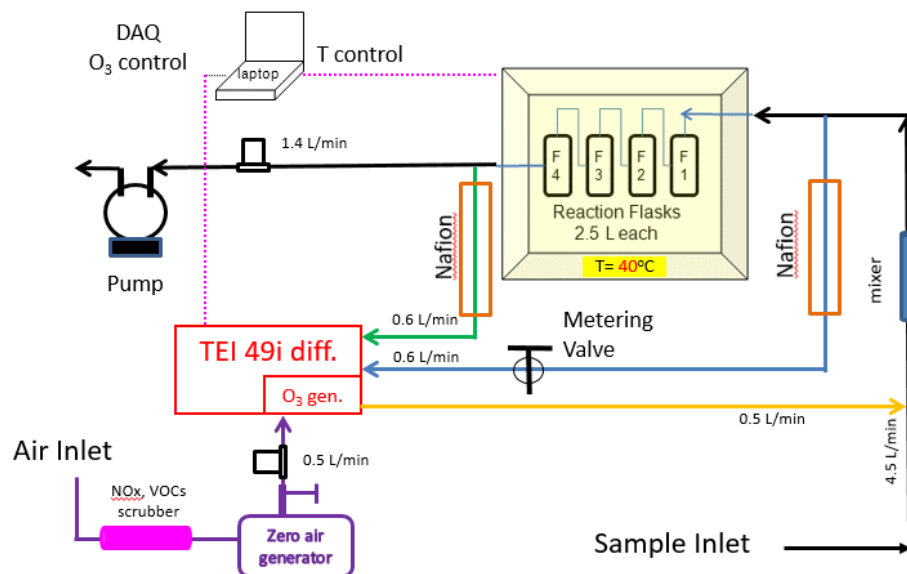 DAQ
O3 control
laptop
T control
1.4 L/min
F
4
F
3
F
2
F
1
Reaction Flasks
2.5 L each
T= 40°C
Pump
Nafion
Nafion
mixer
0.6 L/min
Metering
Valve
TEI 49i diff.
0.6 L/min
O3 gen.
0.5 L/min
4.5 L/min
Air Inlet
0.5 L/min
NOx, VOCs
scrubber
Zero air
generator
Sample Inlet